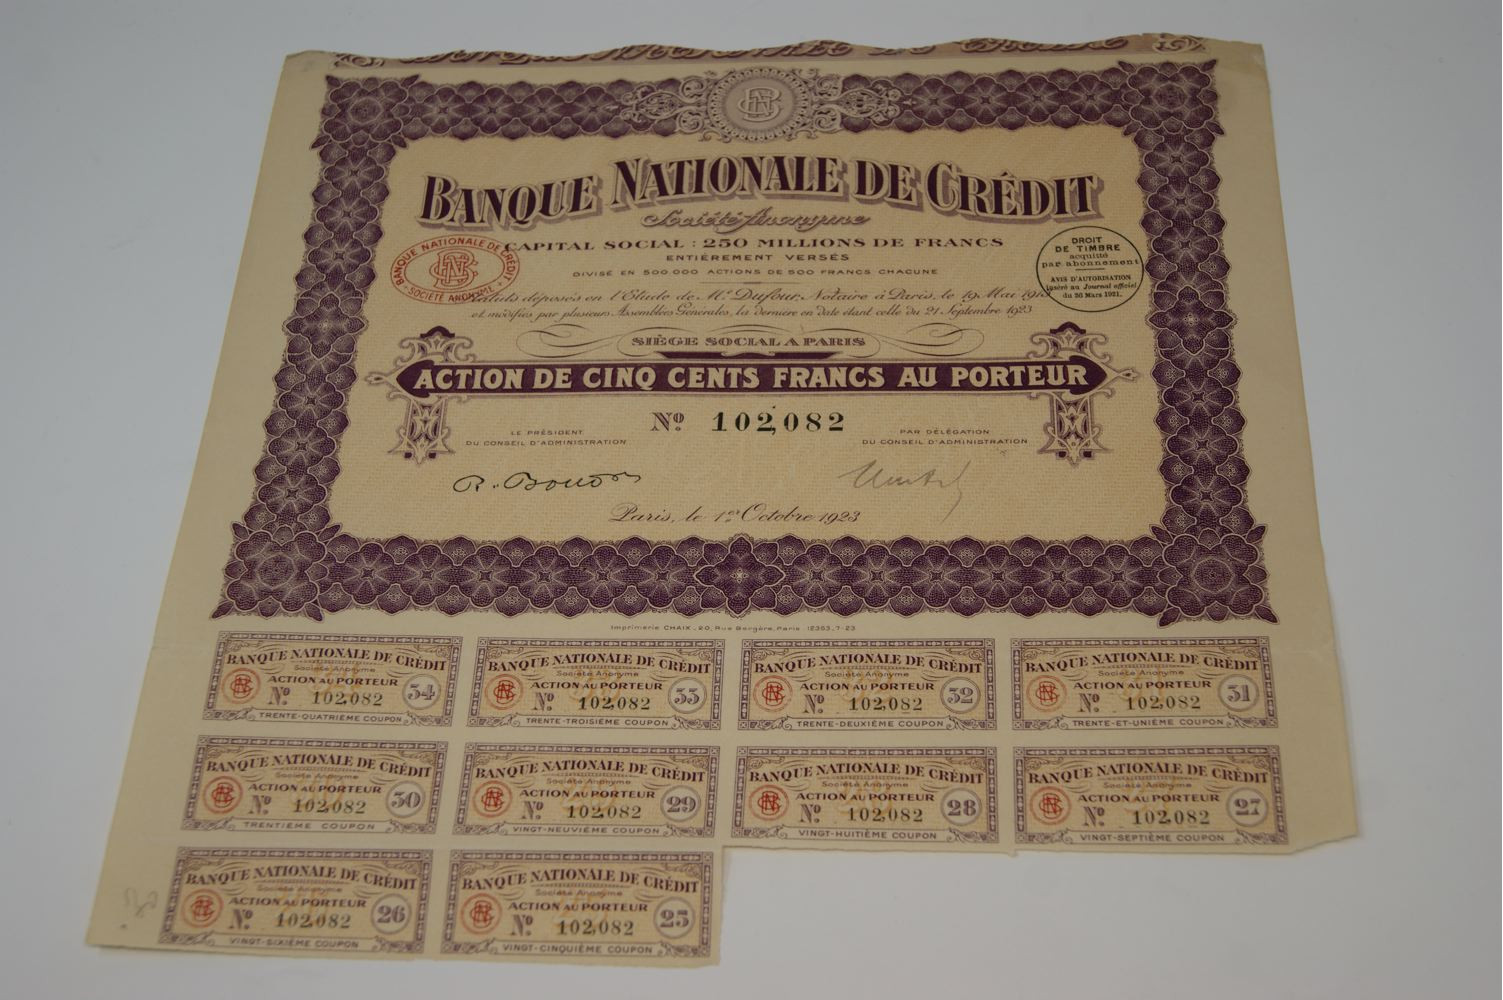 BANQUE NATIONALE DE CRÉDIT
Société Anonyme
CAPITAL SOCIAL : 250 MILLIONS DE FRANCS
ENTIÈREMENT VERSÉS
DIVISÉ EN 500 000 ACTIONS DE 500 FRANCS CHACUNE
BANQUE NATIONALE DE CRÉDIT
SOCIÉTÉ ANONYME
DROIT
DE TIMBRE
acquitté
par abonnement
AVIS D'AUTORISATION
inséré au Journal officiel
du 26 Mars 1921.
Statuts déposés en l'Etude de Me Dufour, Notaire à Paris, le 19 Mai
et modifiés par plusieurs Assemblées Générales, la dernière en date étant celle du 21 Septembre 1923
SIÈGE SOCIAL A PARIS
ACTION DE CINQ CENTS FRANCS AU PORTEUR
Nº 102,082
LE PRÉSIDENT
DU CONSEIL D'ADMINISTRATION
PAR DÉLÉGATION
DU CONSEIL D'ADMINISTRATION
Paris, le 1er Octobre 1923
Imprimerie CHAIX_20, Rue Bergère, Paris_12383_7-23
BANQUE NATIONALE DE CRÉDIT
Société Anonyme
ACTION AU PORTEUR
Nº 102,082
34
TRENTE-QUATRIÈME COUPON
BANQUE NATIONALE DE CRÉDIT
Société Anonyme
ACTION AU PORTEUR
Nº 102,082
33
TRENTE-TROISIÈME COUPON
BANQUE NATIONALE DE CRÉDIT
Société Anonyme
ACTION AU PORTEUR
Nº 102,082
32
TRENTE-DEUXIÈME COUPON
BANQUE NATIONALE DE CRÉDIT
Société Anonyme
ACTION AU PORTEUR
Nº 102,082
31
TRENTE-ET-UNIÈME COUPON
BANQUE NATIONALE DE CRÉDIT
Société Anonyme
ACTION AU PORTEUR
Nº 102,082
30
TRENTIÈME COUPON
BANQUE NATIONALE DE CRÉDIT
Société Anonyme
ACTION AU PORTEUR
Nº 102,082
29
VINGT-NEUVIÈME COUPON
BANQUE NATIONALE DE CRÉDIT
Société Anonyme
ACTION AU PORTEUR
Nº 102,082
28
VINGT-HUITIÈME COUPON
BANQUE NATIONALE DE CRÉDIT
Société Anonyme
ACTION AU PORTEUR
Nº 102,082
27
VINGT-SEPTIÈME COUPON
BANQUE NATIONALE DE CRÉDIT
Société Anonyme
ACTION AU PORTEUR
Nº 102,082
26
VINGT-SIXIÈME COUPON
BANQUE NATIONALE DE CRÉDIT
Société Anonyme
ACTION AU PORTEUR
Nº 102,082
25
VINGT-CINQUIÈME COUPON